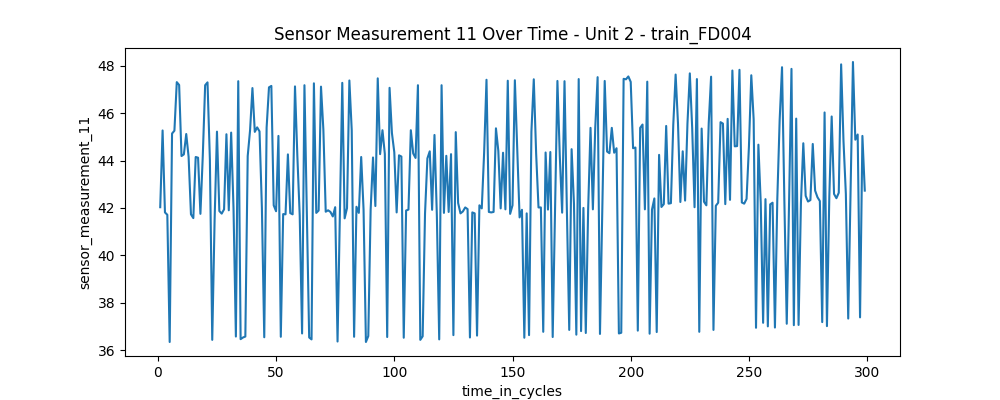 Sensor Measurement 11 Over Time - Unit 2 - train_FD004
sensor_measurement_11
48
46
44
42
40
38
36
0 50 100 150 200 250 300
time_in_cycles